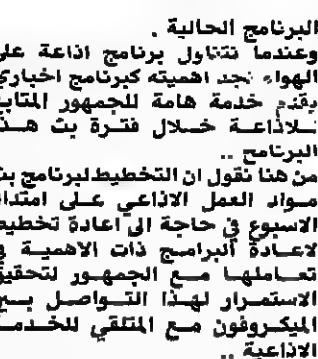 البرنامج الحالية .
وعندما نتناول برنامج اذاعة على
الهواء نجد اهميته كبرنامج اخباري
يقدم خدمة هامة للجمهور المتابع
للاذاعة خلال فترة بث هذا
البرنامج ..
من هنا نقول ان التخطيط لبرنامج بث
مواد العمل الاذاعي على امتداد
الاسبوع في حاجة الى اعادة تخطيط
لاعادة البرامج ذات الاهمية في
تعاملها مع الجمهور لتحقيق
الاستمرار لهذا التواصل بين
الميكروفون مع المتلقي للخدمة
الاذاعية ..